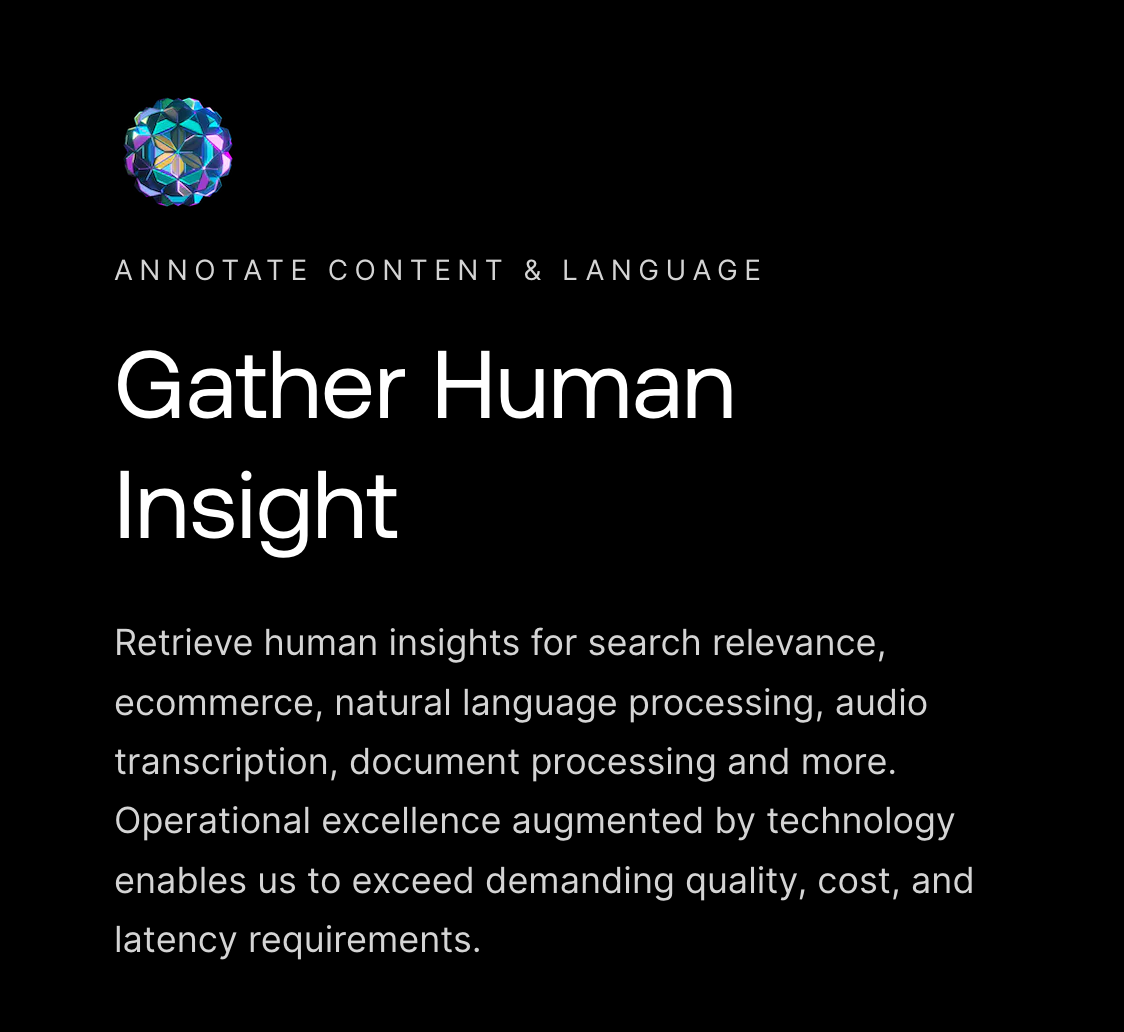 ANNOTATE CONTENT & LANGUAGE
Gather Human
Insight
Retrieve human insights for search relevance,
ecommerce, natural language processing, audio
transcription, document processing and more.
Operational excellence augmented by technology
enables us to exceed demanding quality, cost, and
latency requirements.